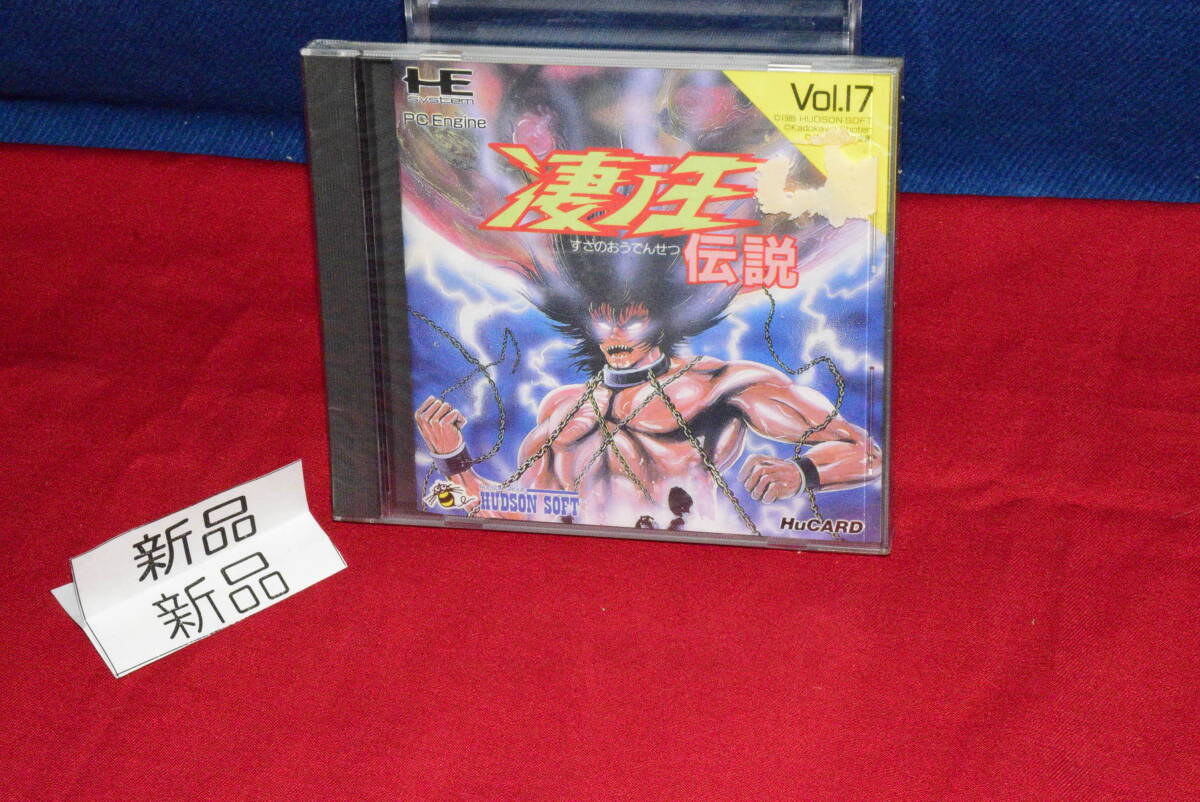 HE
system
PC Engine
Vol.17
©1989 HUDSON SOFT
©Kadokawa
凄ノ王
すさのおうでんせつ
伝説
HUDSON SOFT
HuCARD
新品
新品